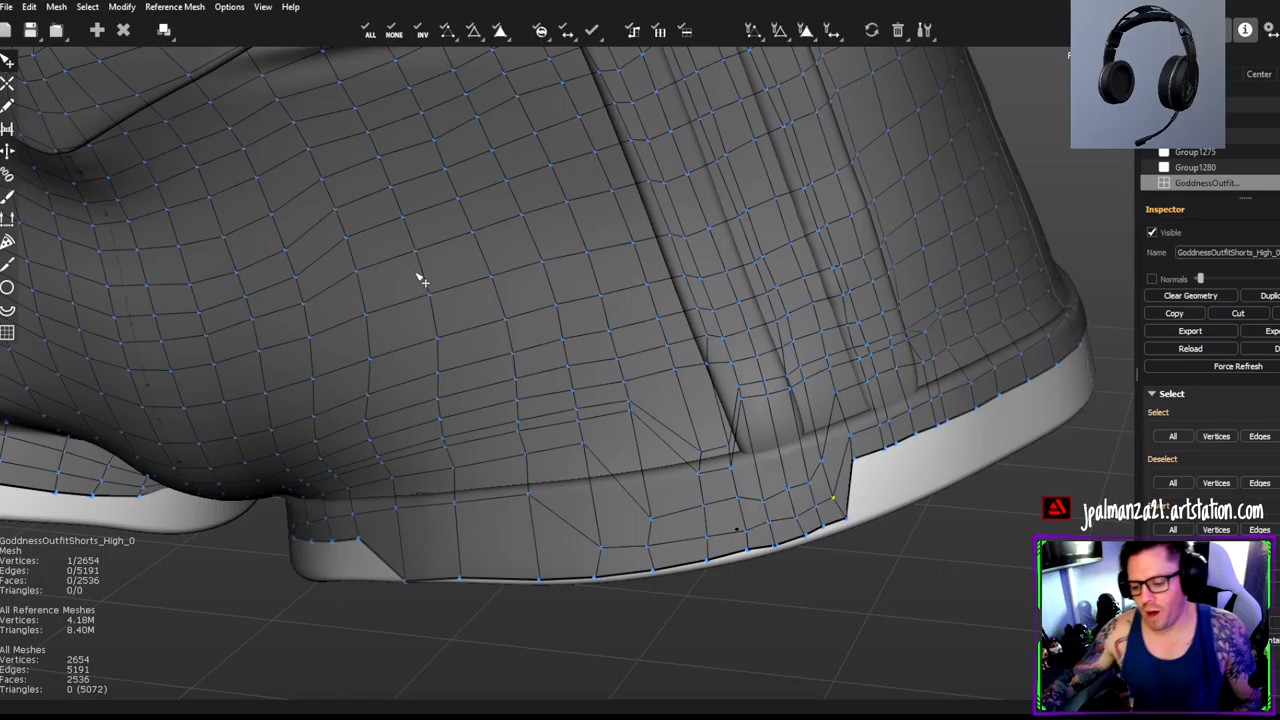 File Edit Mesh Select Modify Reference Mesh Options View Help
ALL NONE INV
Center
Group1275
Group1280
GoddnessOutfit...
Inspector
Visible
Name GoddnessOutfitShorts_High_0
Normals
Clear Geometry
Copy Cut
Export
Reload
Force Refresh
Select
Select
All Vertices Edges
Deselect
All Vertices Edges
All Vertices Edges
jpalmanza21.artstation.com
GoddnessOutfitShorts_High_0
Mesh
Vertices: 1/2654
Edges: 0/5191
Faces: 0/2536
Triangles: 0/0
All Reference Meshes
Vertices: 4.18M
Triangles: 8.40M
All Meshes
Vertices: 2654
Edges: 5191
Faces: 2536
Triangles: 0 (5072)